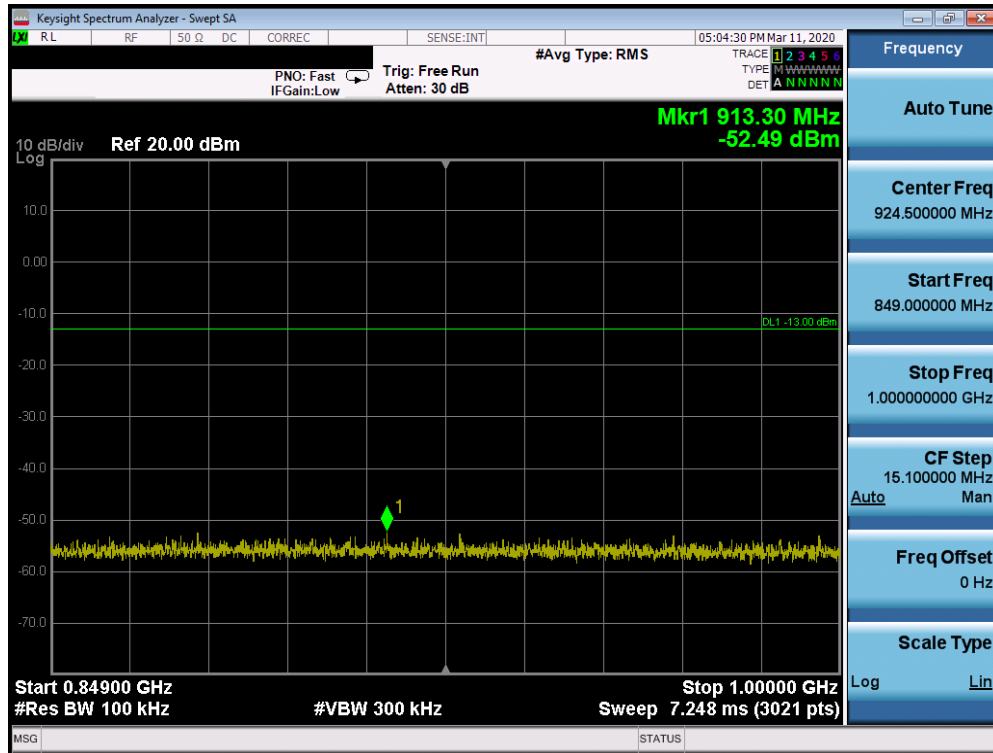 Keysight Spectrum Analyzer - Swept SA
LXI RL RF 50 Ω DC CORREC SENSE:INT 05:04:30 PM Mar 11, 2020
#Avg Type: RMS TRACE 1 2 3 4 5 6
PNO: Fast Trig: Free Run TYPE M WWWWW
IFGain:Low Atten: 30 dB DET A N N N N N
Mkr1 913.30 MHz
-52.49 dBm
10 dB/div Ref 20.00 dBm
Log
10.0
0.00
-10.0
DL1 -13.00 dBm
-20.0
-30.0
-40.0
-50.0
1
-60.0
-70.0
Start 0.84900 GHz Stop 1.00000 GHz
#Res BW 100 kHz #VBW 300 kHz Sweep 7.248 ms (3021 pts)
MSG STATUS
Frequency
Auto Tune
Center Freq
924.500000 MHz
Start Freq
849.000000 MHz
Stop Freq
1.000000000 GHz
CF Step
15.100000 MHz
Auto Man
Freq Offset
0 Hz
Scale Type
Log Lin